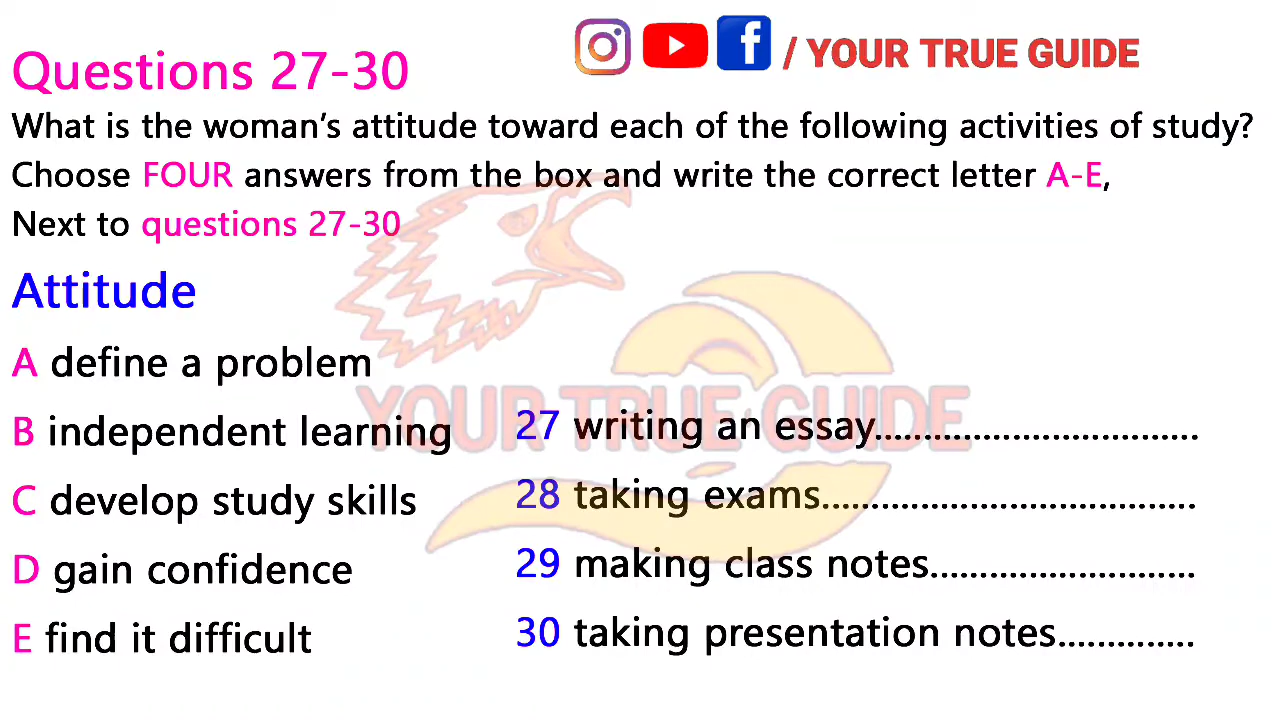 / YOUR TRUE GUIDE
Questions 27-30
What is the woman's attitude toward each of the following activities of study?
Choose FOUR answers from the box and write the correct letter A-E,
Next to questions 27-30
Attitude
A define a problem
B independent learning
C develop study skills
D gain confidence
E find it difficult
YOUR TRUE GUIDE
27 writing an essay.................................
28 taking exams......................................
29 making class notes...........................
30 taking presentation notes..............